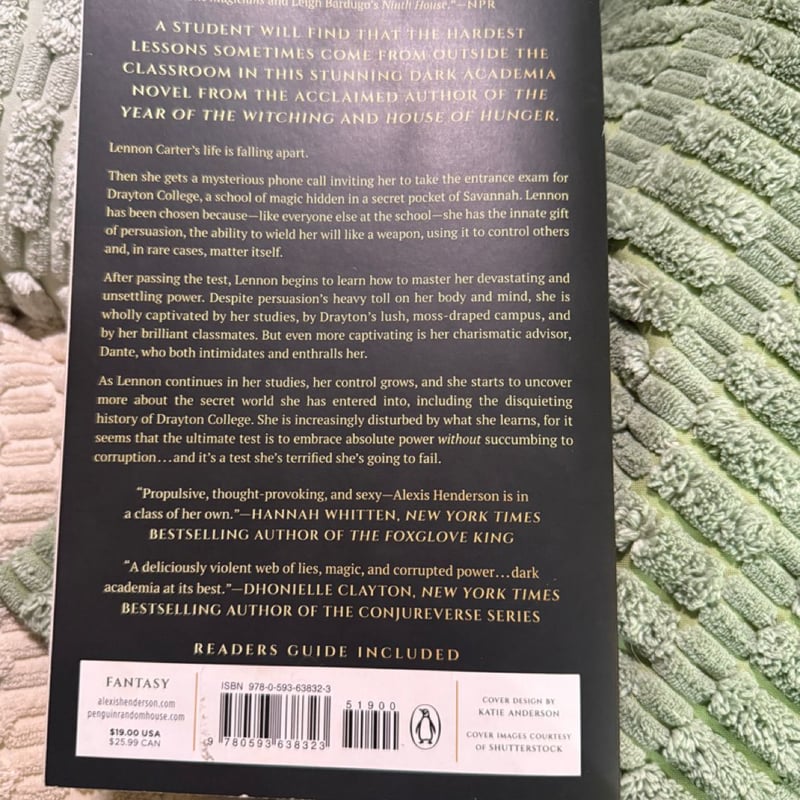 Magicians and Leigh Bardugo's Ninth House."—NPR
A STUDENT WILL FIND THAT THE HARDEST
LESSONS SOMETIMES COME FROM OUTSIDE THE
CLASSROOM IN THIS STUNNING DARK ACADEMIA
NOVEL FROM THE ACCLAIMED AUTHOR OF THE
YEAR OF THE WITCHING AND HOUSE OF HUNGER.
Lennon Carter's life is falling apart.
Then she gets a mysterious phone call inviting her to take the entrance exam for
Drayton College, a school of magic hidden in a secret pocket of Savannah. Lennon
has been chosen because—like everyone else at the school—she has the innate gift
of persuasion, the ability to wield her will like a weapon, using it to control others
and, in rare cases, matter itself.
After passing the test, Lennon begins to learn how to master her devastating and
unsettling power. Despite persuasion's heavy toll on her body and mind, she is
wholly captivated by her studies, by Drayton's lush, moss-draped campus, and
by her brilliant classmates. But even more captivating is her charismatic advisor,
Dante, who both intimidates and enthralls her.
As Lennon continues in her studies, her control grows, and she starts to uncover
more about the secret world she has entered into, including the disquieting
history of Drayton College. She is increasingly disturbed by what she learns, for it
seems that the ultimate test is to embrace absolute power without succumbing to
corruption...and it's a test she's terrified she's going to fail.
"Propulsive, thought-provoking, and sexy—Alexis Henderson is in
a class of her own."—HANNAH WHITTEN, NEW YORK TIMES
BESTSELLING AUTHOR OF THE FOXGLOVE KING
"A deliciously violent web of lies, magic, and corrupted power...dark
academia at its best."—DHONIELLE CLAYTON, NEW YORK TIMES
BESTSELLING AUTHOR OF THE CONJUREVERSE SERIES
READERS GUIDE INCLUDED
FANTASY
alexishenderson.com
penguinrandomhouse.com
$19.00 USA
$25.99 CAN
ISBN 978-0-593-63832-3
51900
9 780593 638323
COVER DESIGN BY
KATIE ANDERSON
COVER IMAGES COURTESY
OF SHUTTERSTOCK